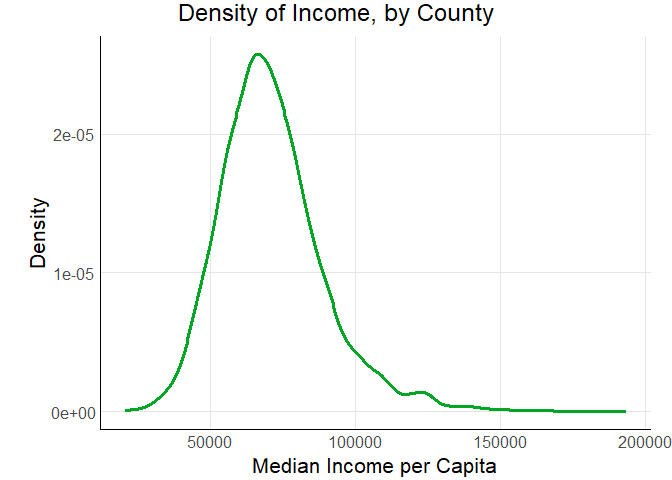 Density of Income, by County
Density
2e-05
1e-05
0e+00
50000 100000 150000 200000
Median Income per Capita